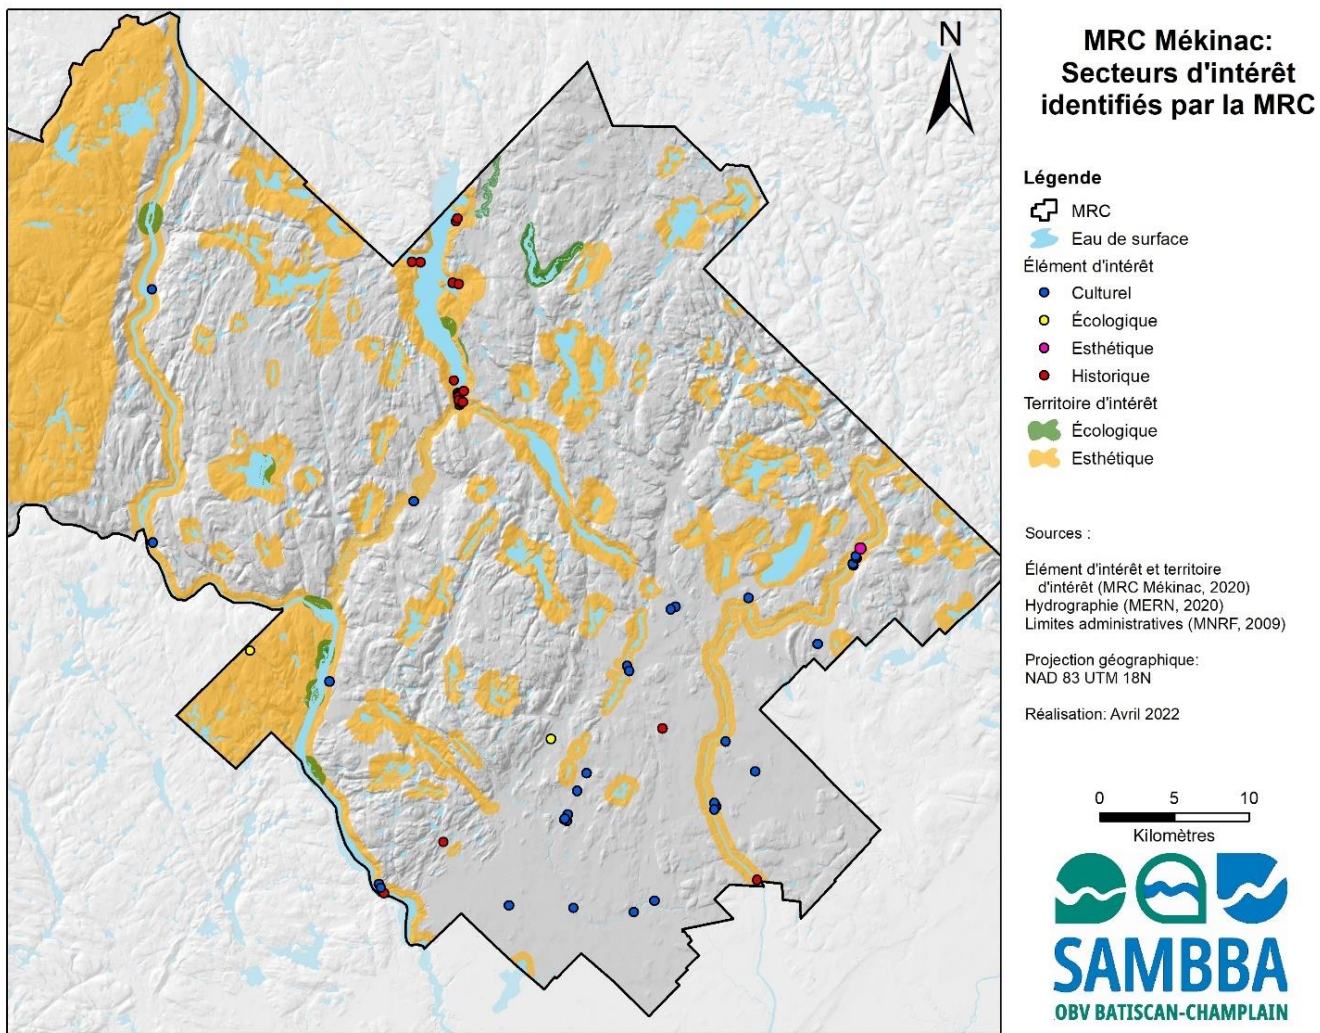 N
MRC Mékinac:
Secteurs d'intérêt
identifiés par la MRC
Légende
MRC
Eau de surface
Élément d'intérêt
Culturel
Écologique
Esthétique
Historique
Territoire d'intérêt
Écologique
Esthétique
Sources :
Élément d'intérêt et territoire
d'intérêt (MRC Mékinac, 2020)
Hydrographie (MERN, 2020)
Limites administratives (MNRF, 2009)
Projection géographique:
NAD 83 UTM 18N
Réalisation: Avril 2022
0 5 10
Kilomètres
SAMBBA
OBV BATISCAN-CHAMPLAIN